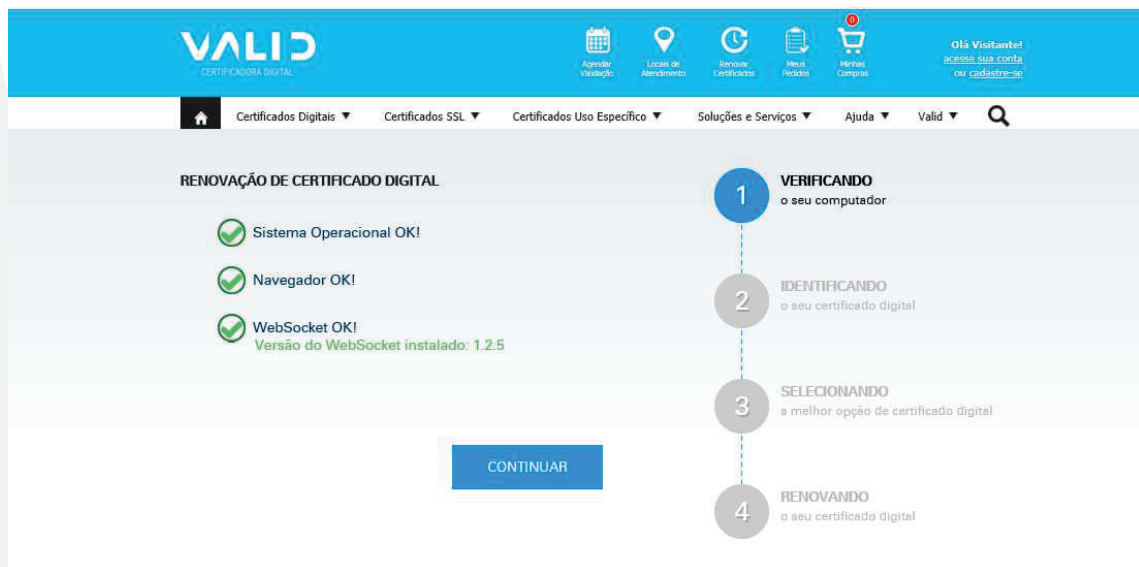 VALID
CERTIFICADORA DIGITAL
Agendar
Validação
Locais de
Atendimento
Renovar
Certificados
Meus
Pedidos
0
Minhas
Compras
Olá Visitante!
acesse sua conta
ou cadastre-se
Certificados Digitais ▼
Certificados SSL ▼
Certificados Uso Específico ▼
Soluções e Serviços ▼
Ajuda ▼
Valid ▼
RENOVAÇÃO DE CERTIFICADO DIGITAL
Sistema Operacional OK!
Navegador OK!
WebSocket OK!
Versão do WebSocket instalado: 1.2.5
CONTINUAR
1
VERIFICANDO
o seu computador
2
IDENTIFICANDO
o seu certificado digital
3
SELECIONANDO
a melhor opção de certificado digital
4
RENOVANDO
o seu certificado digital